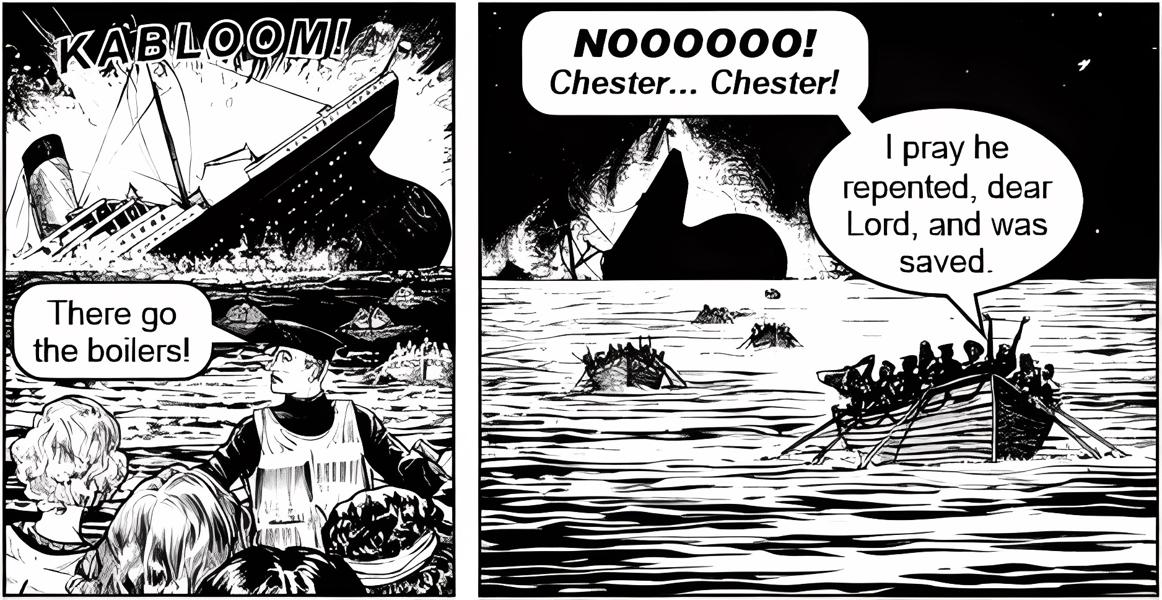 KABLOOM!
There go
the boilers!
NOOOOOO!
Chester... Chester!
I pray he
repented, dear
Lord, and was
saved.